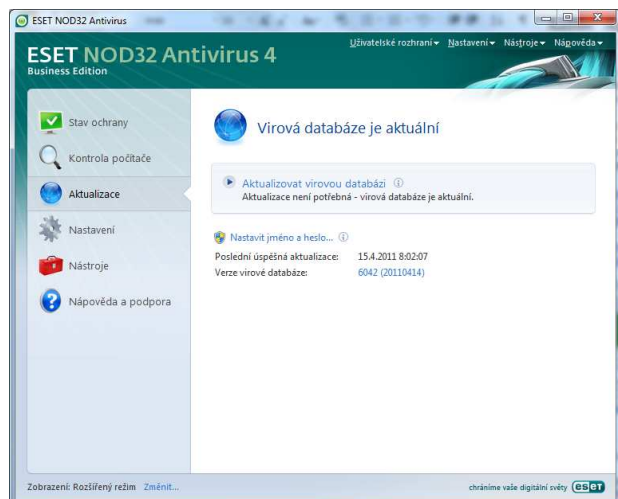 ESET NOD32 Antivirus
Uživatelské rozhraní Nastavení Nástroje Nápověda
ESET NOD32 Antivirus 4
Business Edition
Stav ochrany
Kontrola počítače
Aktualizace
Nastavení
Nástroje
Nápověda a podpora
Virová databáze je aktuální
Aktualizovat virovou databázi
Aktualizace není potřebná - virová databáze je aktuální.
Nastavit jméno a heslo...
Poslední úspěšná aktualizace: 15.4.2011 8:02:07
Verze virové databáze: 6042 (20110414)
Zobrazení: Rozšířený režim Změnit...
chráníme vaše digitální světy eset